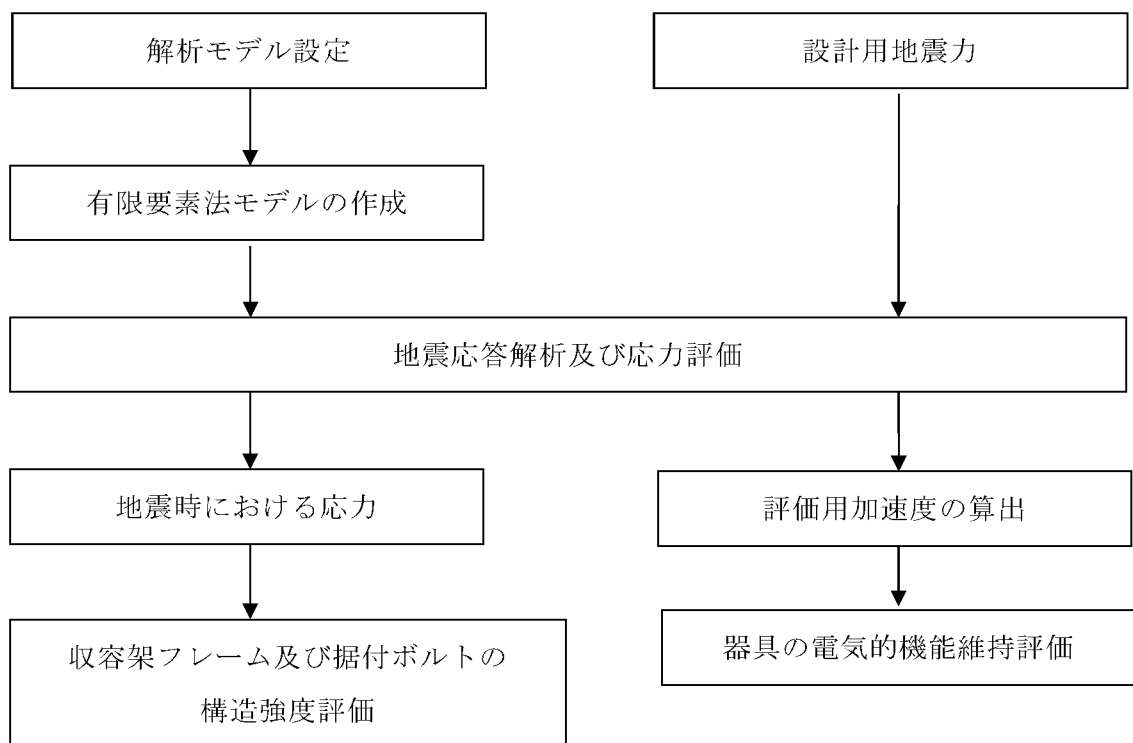 解析モデル設定
設計用地震力
有限要素法モデルの作成
地震応答解析及び応力評価
地震時における応力
評価用加速度の算出
収容架フレーム及び据付ボルトの
構造強度評価
器具の電気的機能維持評価